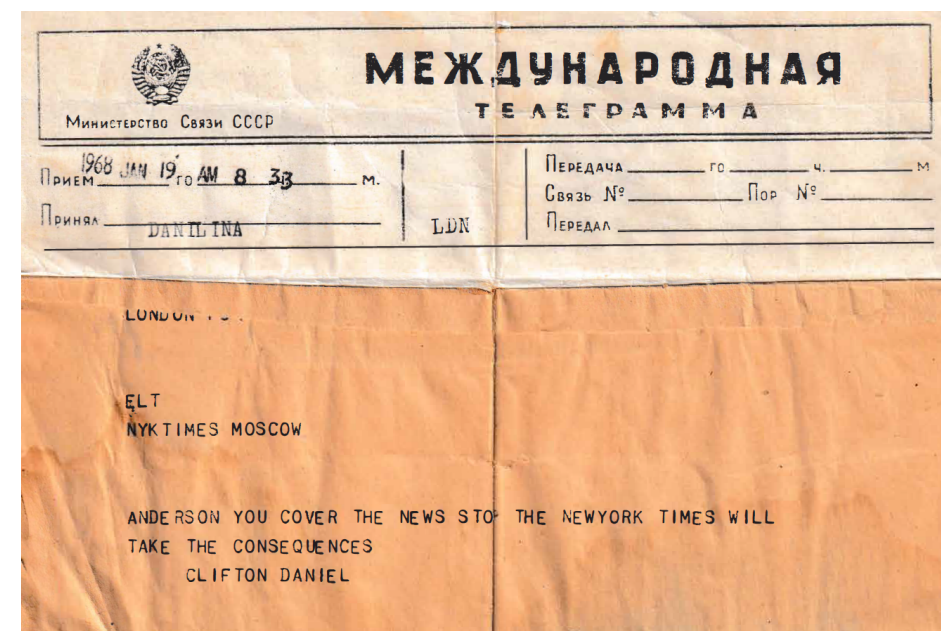 МЕЖДУНАРОДНАЯ
ТЕЛЕГРАММА
Министерство Связи СССР
1968 JAN 19
Прием го AM 8 33 м.
Принял DANILINA
LDN
Передача го ч. м
Связь № Пор №
Передал
LONDON
ELT
NYKTIMES MOSCOW
ANDERSON YOU COVER THE NEWS STOP THE NEWYORK TIMES WILL
TAKE THE CONSEQUENCES
CLIFTON DANIEL